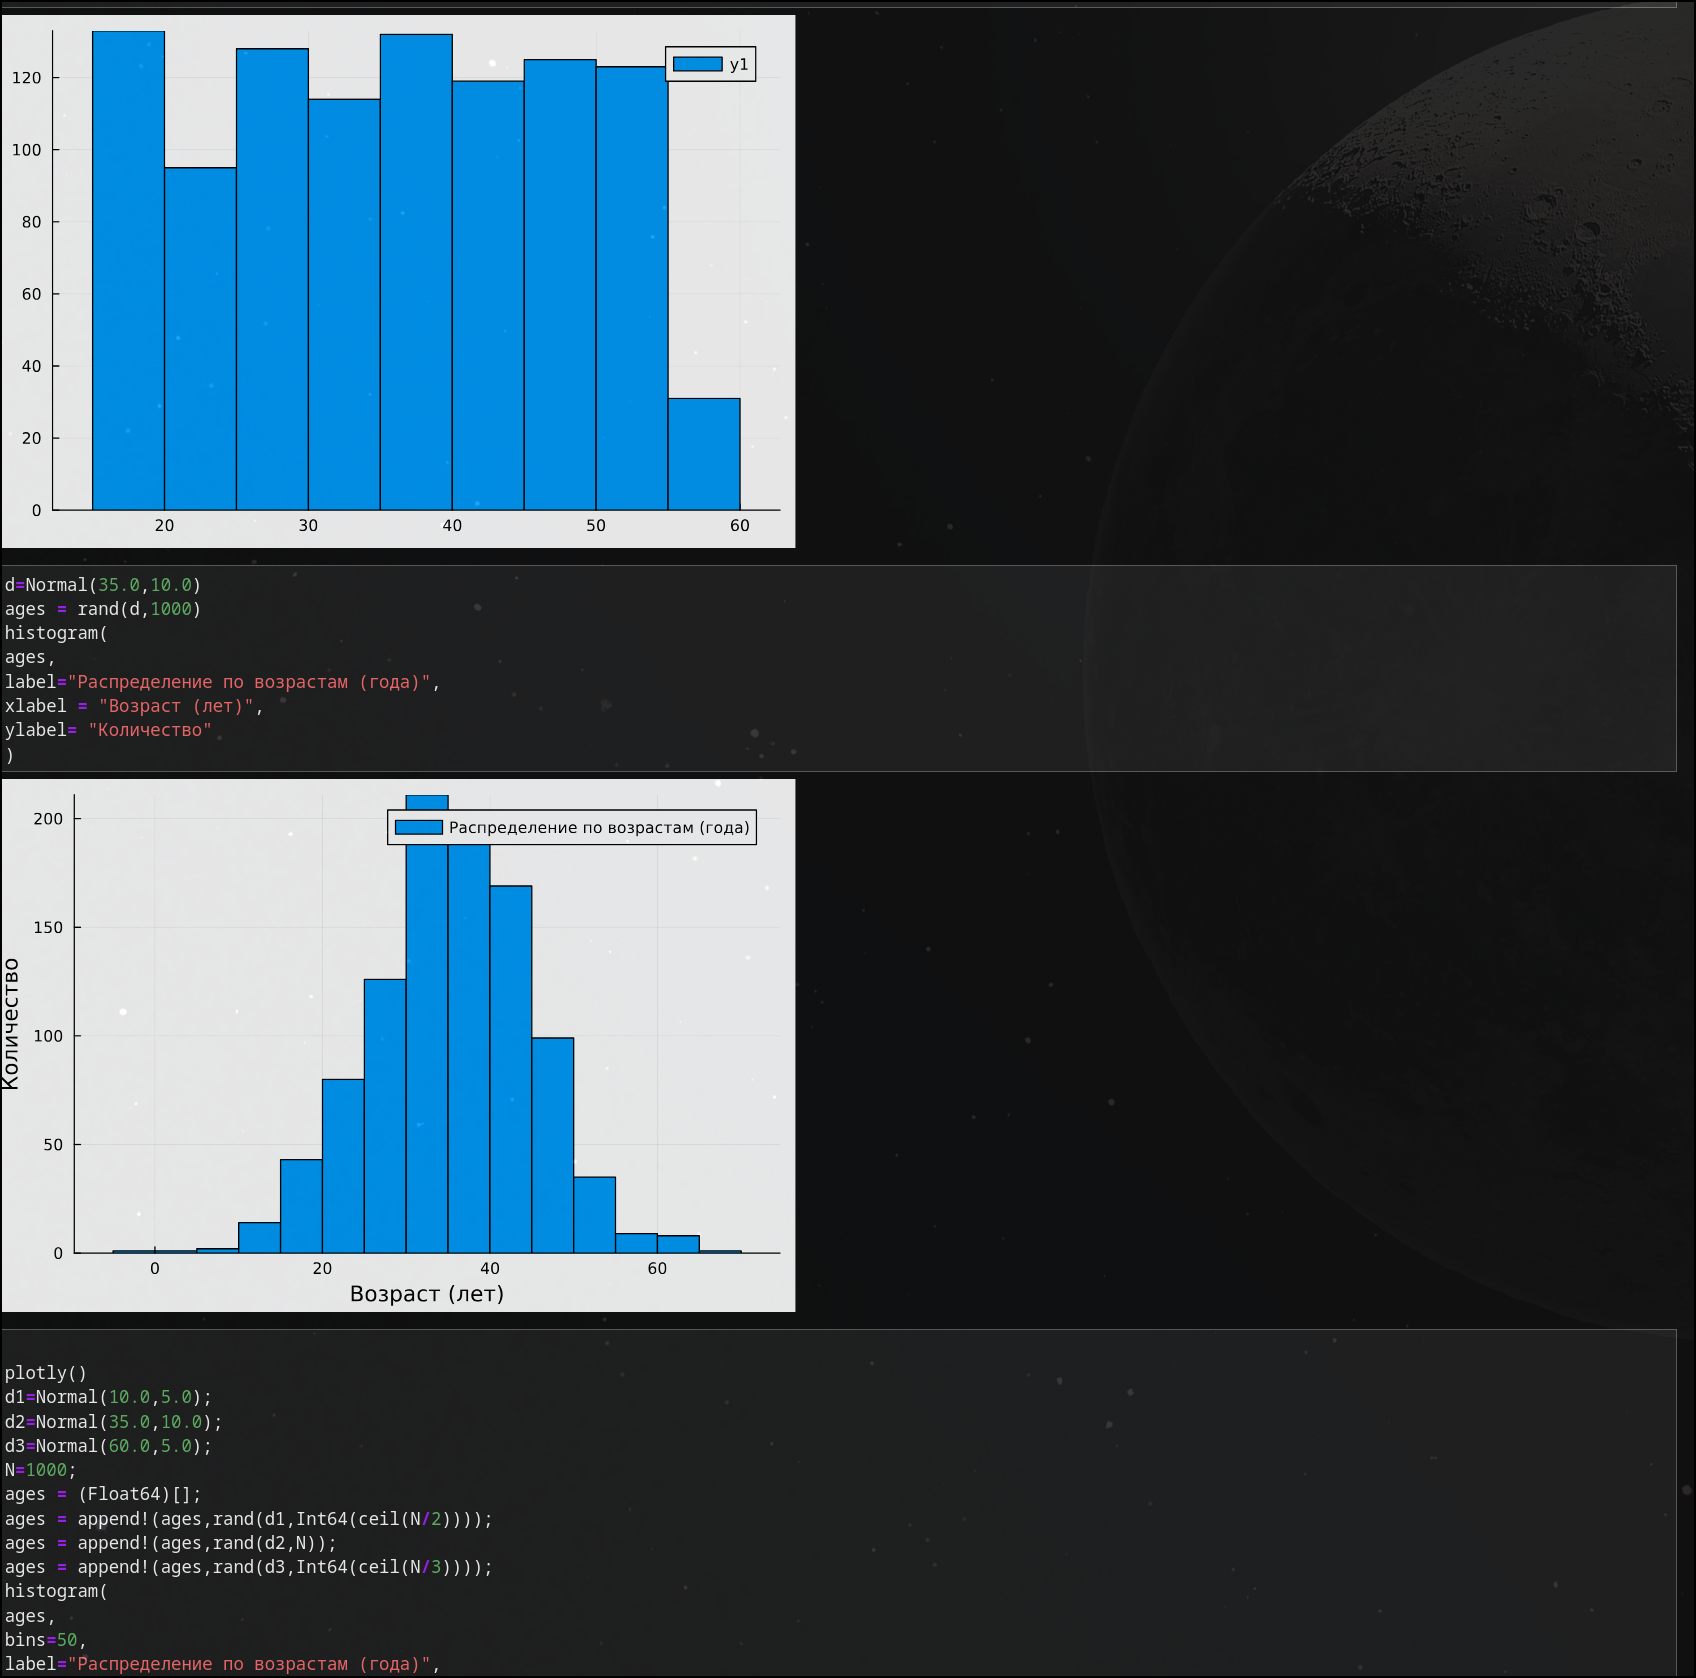 120
100
80
60
40
20
0
20 30 40 50 60
y1
d=Normal(35.0,10.0)
ages = rand(d,1000)
histogram(
ages,
label="Распределение по возрастам (года)",
xlabel = "Возраст (лет)",
ylabel= "Количество"
)
200
150
100
50
0
0 20 40 60
Распределение по возрастам (года)
Количество
Возраст (лет)
plotly()
d1=Normal(10.0,5.0);
d2=Normal(35.0,10.0);
d3=Normal(60.0,5.0);
N=1000;
ages = (Float64)[];
ages = append!(ages,rand(d1,Int64(ceil(N/2))));
ages = append!(ages,rand(d2,N));
ages = append!(ages,rand(d3,Int64(ceil(N/3))));
histogram(
ages,
bins=50,
label="Распределение по возрастам (года)",